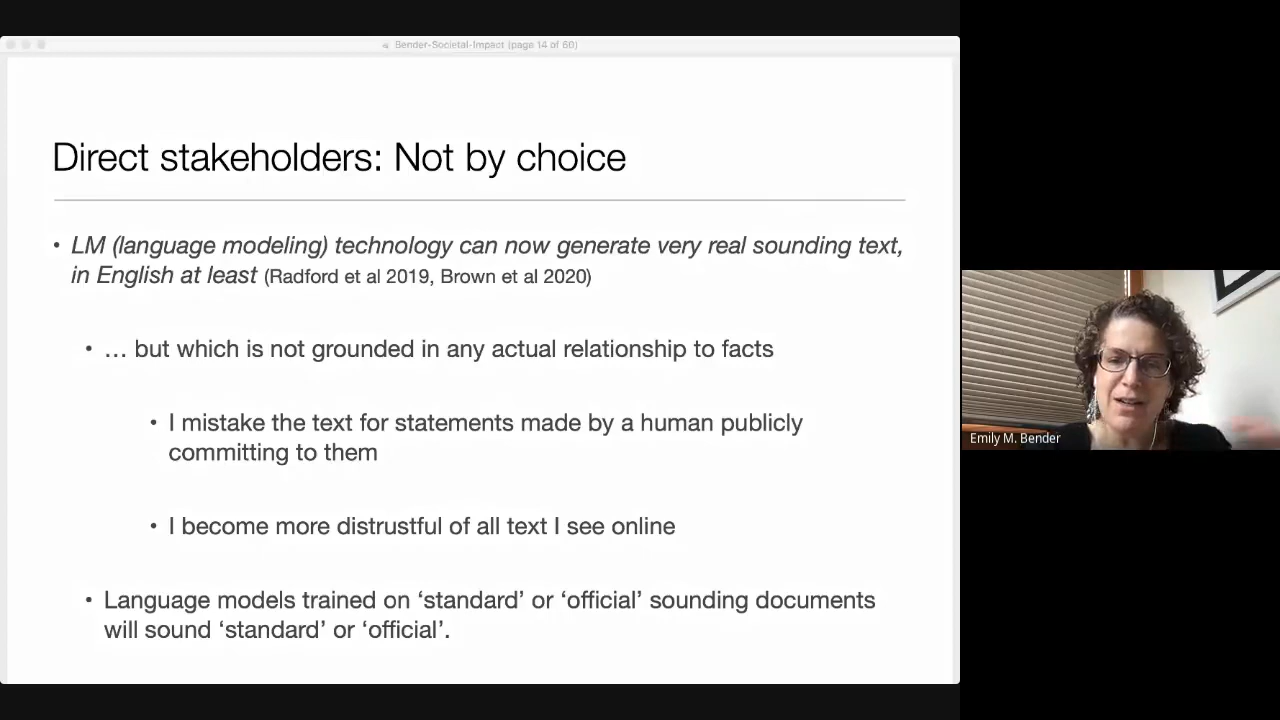 Bender-Societal-Impact (page 14 of 60)
Direct stakeholders: Not by choice
• LM (language modeling) technology can now generate very real sounding text,
in English at least (Radford et al 2019, Brown et al 2020)
• … but which is not grounded in any actual relationship to facts
• I mistake the text for statements made by a human publicly
committing to them
• I become more distrustful of all text I see online
• Language models trained on ‘standard’ or ‘official’ sounding documents
will sound ‘standard’ or ‘official’.
Emily M. Bender